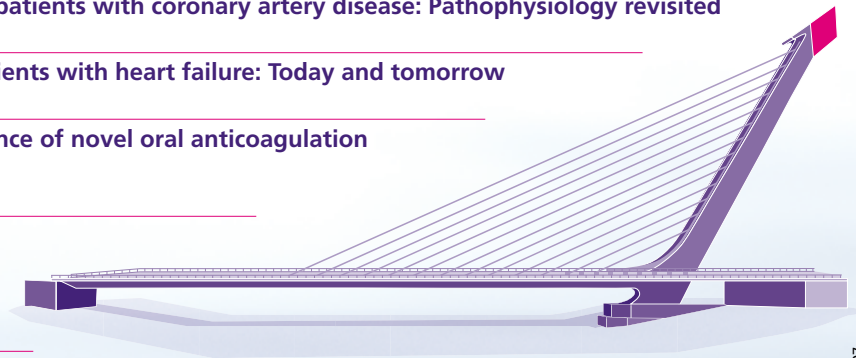 patients with coronary artery disease: Pathophysiology revisited
ients with heart failure: Today and tomorrow
nce of novel oral anticoagulation